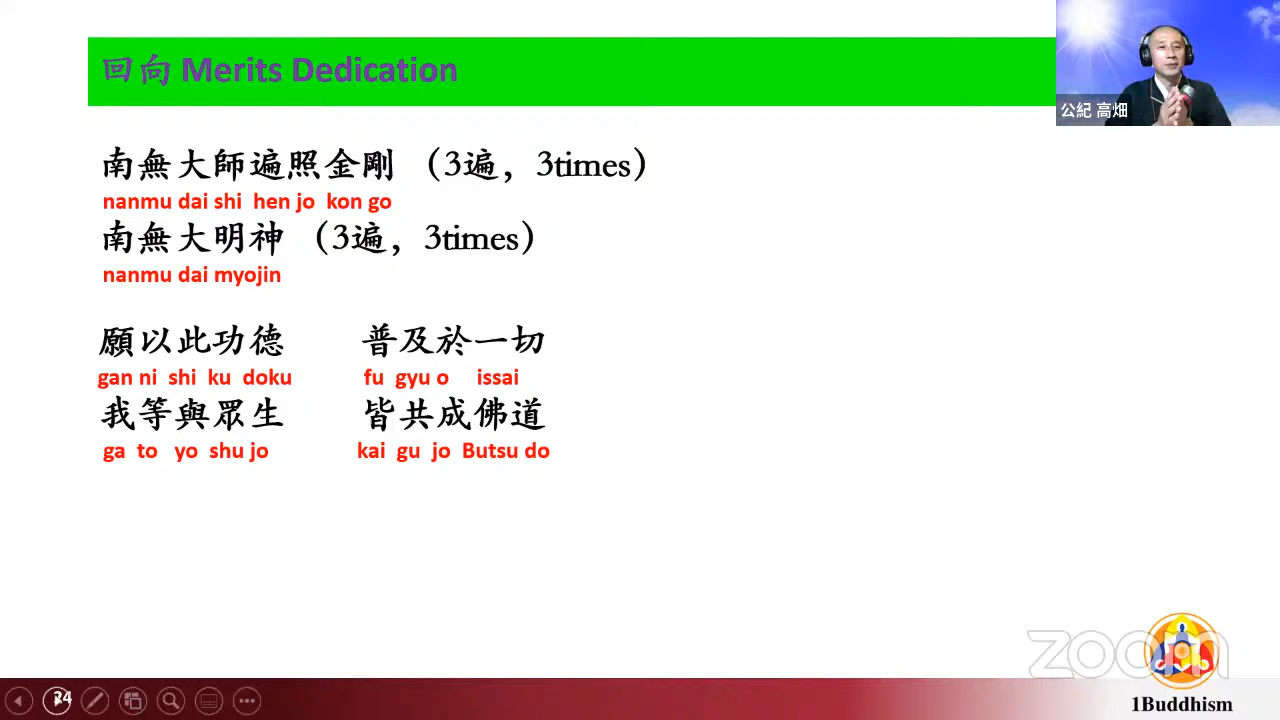 回向 Merits Dedication
公紀 高畑
南無大師遍照金剛 (3遍, 3times)
nanmu dai shi hen jo kon go
南無大明神 (3遍, 3times)
nanmu dai myojin
願以此功德 普及於一切
gan ni shi ku doku fu gyu o issai
我等與眾生 皆共成佛道
ga to yo shu jo kai gu jo Butsu do
zoom
24
1Buddhism